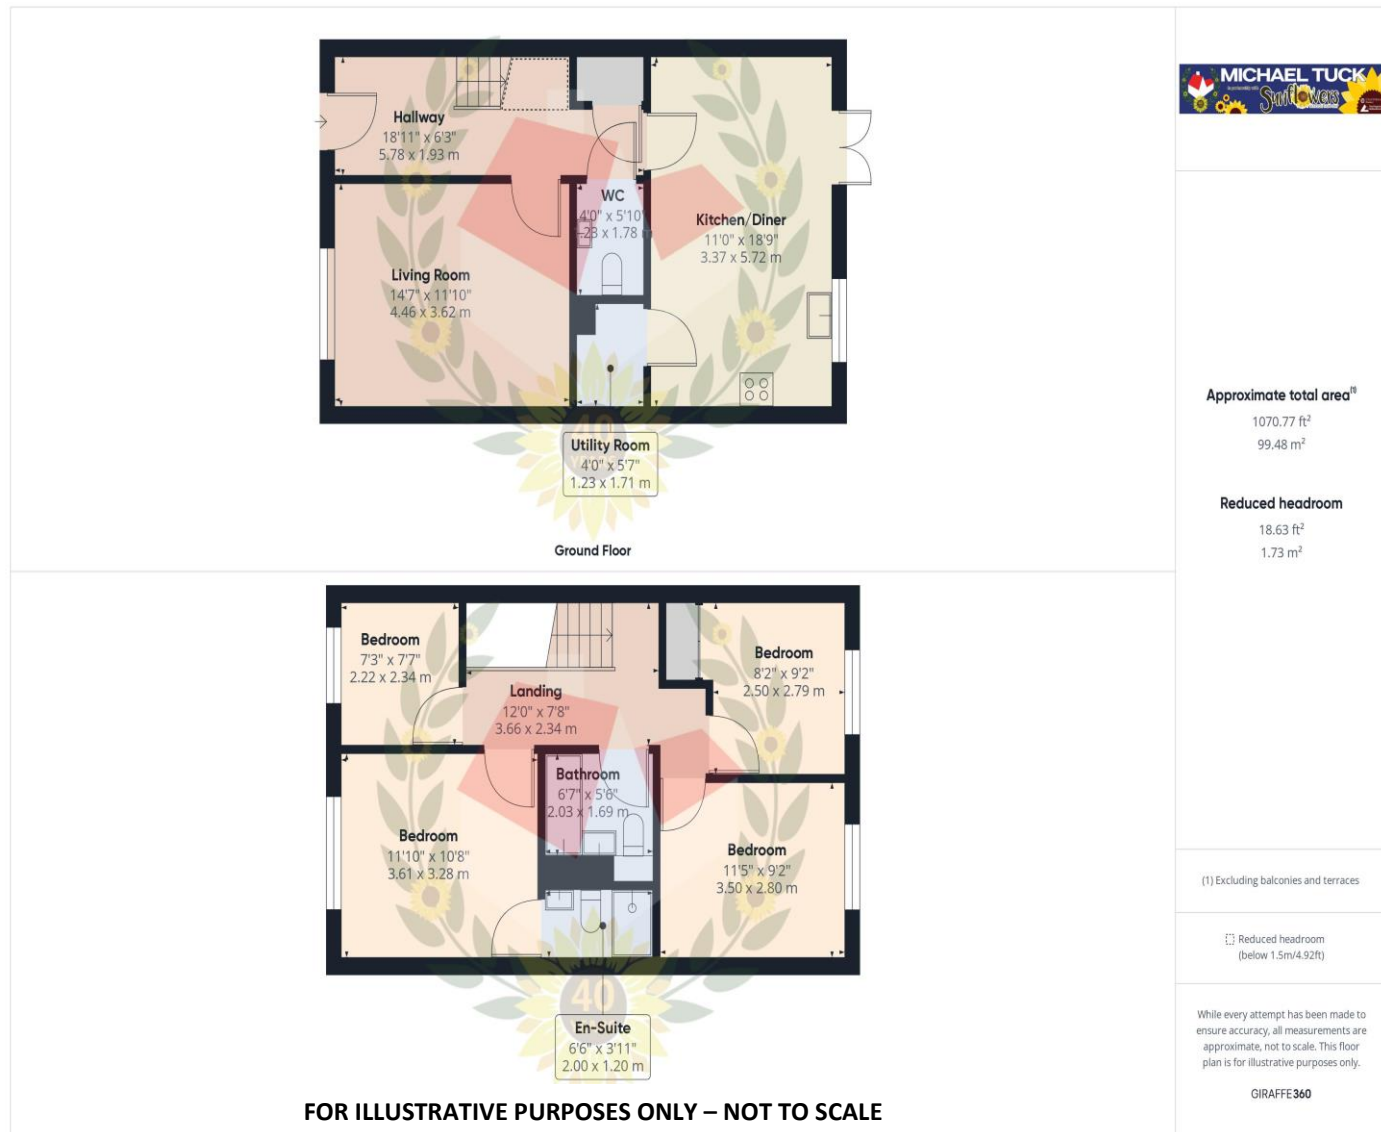 Hallway
18'11" x 6'3"
5.78 x 1.93 m
WC
4'0" x 5'10"
1.23 x 1.78 m
Kitchen/Diner
11'0" x 18'9"
3.37 x 5.72 m
Living Room
14'7" x 11'10"
4.46 x 3.62 m
40
Utility Room
4'0" x 5'7"
1.23 x 1.71 m
Ground Floor
Bedroom
7'3" x 7'7"
2.22 x 2.34 m
Landing
12'0" x 7'8"
3.66 x 2.34 m
Bedroom
8'2" x 9'2"
2.50 x 2.79 m
Bathroom
6'7" x 5'6"
2.03 x 1.69 m
Bedroom
11'10" x 10'8"
3.61 x 3.28 m
Bedroom
11'5" x 9'2"
3.50 x 2.80 m
40
En-Suite
6'6" x 3'11"
2.00 x 1.20 m
FOR ILLUSTRATIVE PURPOSES ONLY – NOT TO SCALE
MICHAEL TUCK
Sunflowers
Approximate total area⁽¹⁾
1070.77 ft²
99.48 m²
Reduced headroom
18.63 ft²
1.73 m²
(1) Excluding balconies and terraces
Reduced headroom
(below 1.5m/4.92ft)
While every attempt has been made to
ensure accuracy, all measurements are
approximate, not to scale. This floor
plan is for illustrative purposes only.
GIRAFFE360